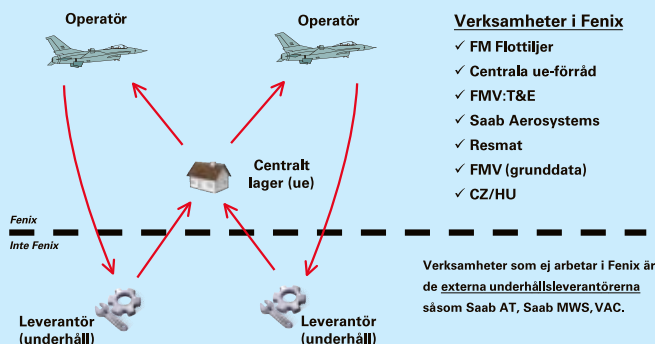 Operatör
Operatör
Verksamheter i Fenix
✓ FM Flottiljer
✓ Centrala ue-förråd
✓ FMV:T&E
✓ Saab Aerosystems
✓ Resmat
✓ FMV (grunddata)
✓ CZ/HU
Centralt
lager (ue)
Fenix
Inte Fenix
Verksamheter som ej arbetar i Fenix är
de externa underhållsleverantörerna
såsom Saab AT, Saab MWS, VAC.
Leverantör
(underhåll)
Leverantör
(underhåll)